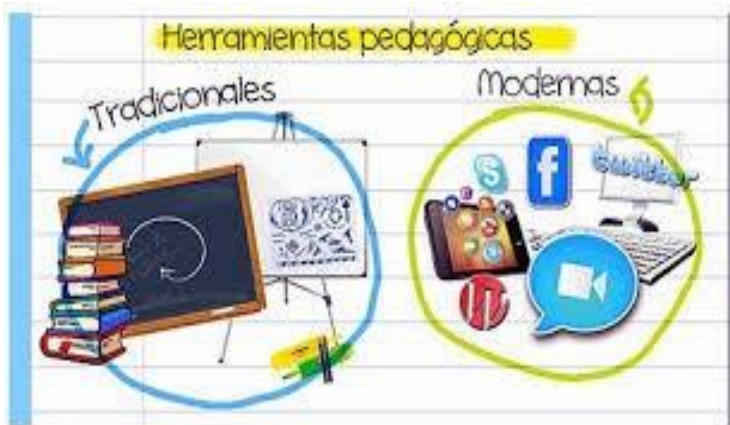 Herramientas pedagógicas
Tradicionales
Modernas
twitter